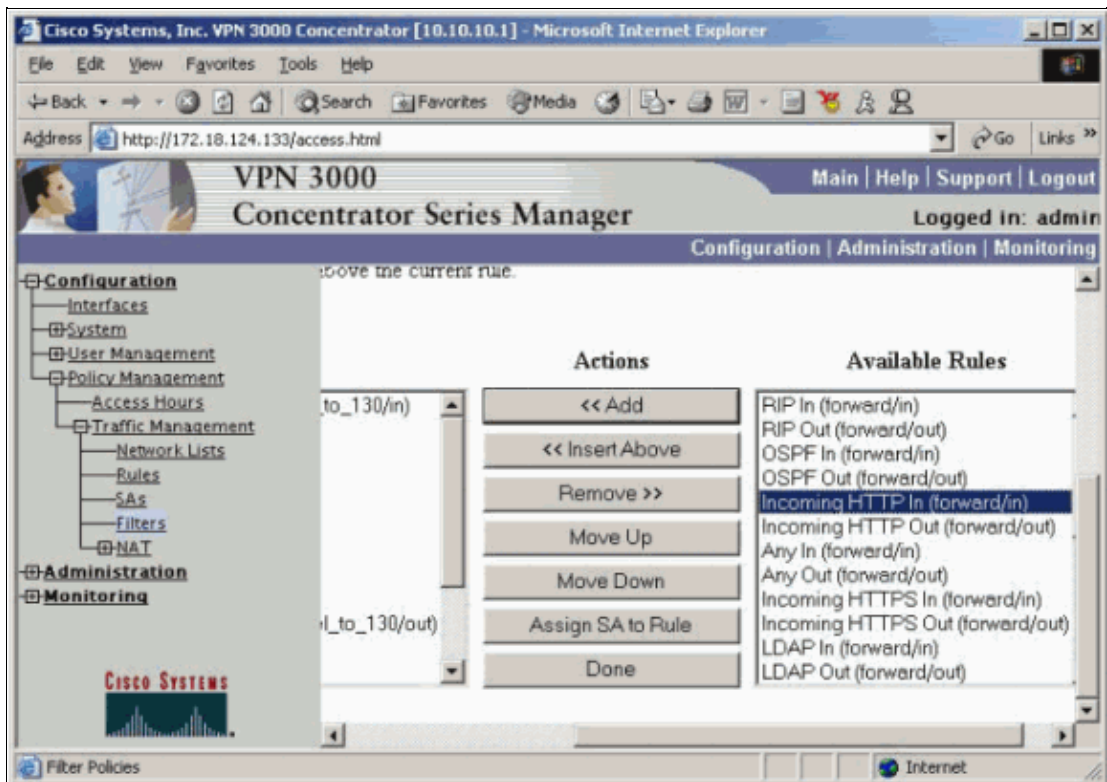 Cisco Systems, Inc. VPN 3000 Concentrator [10.10.10.1] - Microsoft Internet Explorer
File Edit View Favorites Tools Help
Back Search Favorites Media
Address http://172.18.124.133/access.html Go Links »
VPN 3000
Concentrator Series Manager
Main | Help | Support | Logout
Logged in: admin
Configuration | Administration | Monitoring
Configuration
Interfaces
System
User Management
Policy Management
Access Hours
Traffic Management
Network Lists
Rules
SAs
Filters
NAT
Administration
Monitoring
CISCO SYSTEMS
above the current rule.
_to_130/in)
l_to_130/out)
Actions
<< Add
<< Insert Above
Remove >>
Move Up
Move Down
Assign SA to Rule
Done
Available Rules
RIP In (forward/in)
RIP Out (forward/out)
OSPF In (forward/in)
OSPF Out (forward/out)
Incoming HTTP In (forward/in)
Incoming HTTP Out (forward/out)
Any In (forward/in)
Any Out (forward/out)
Incoming HTTPS In (forward/in)
Incoming HTTPS Out (forward/out)
LDAP In (forward/in)
LDAP Out (forward/out)
Filter Policies
Internet